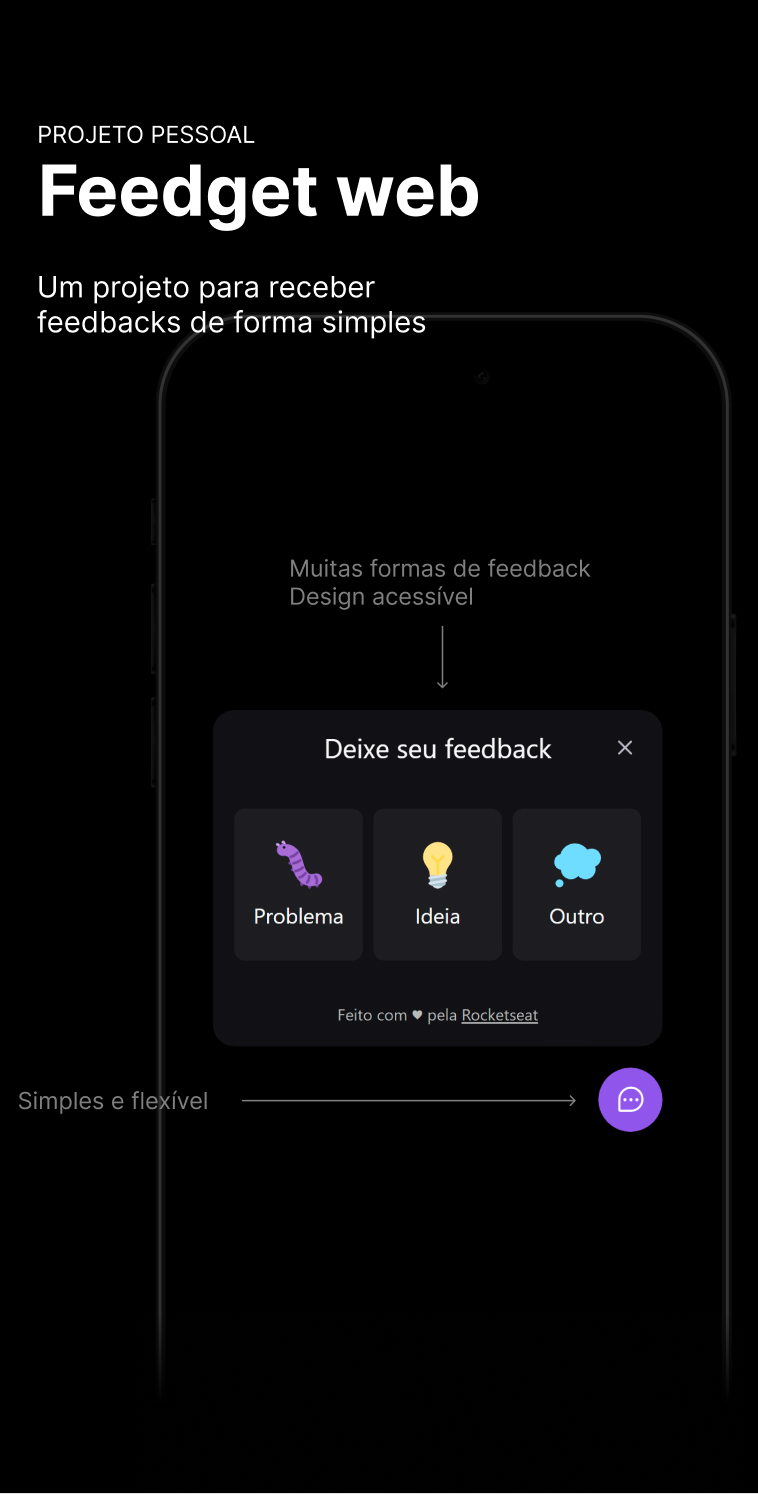 PROJETO PESSOAL
Feedget web
Um projeto para receber
feedbacks de forma simples
Muitas formas de feedback
Design acessível
Deixe seu feedback
Problema
Ideia
Outro
Feito com ♥ pela Rocketseat
Simples e flexível